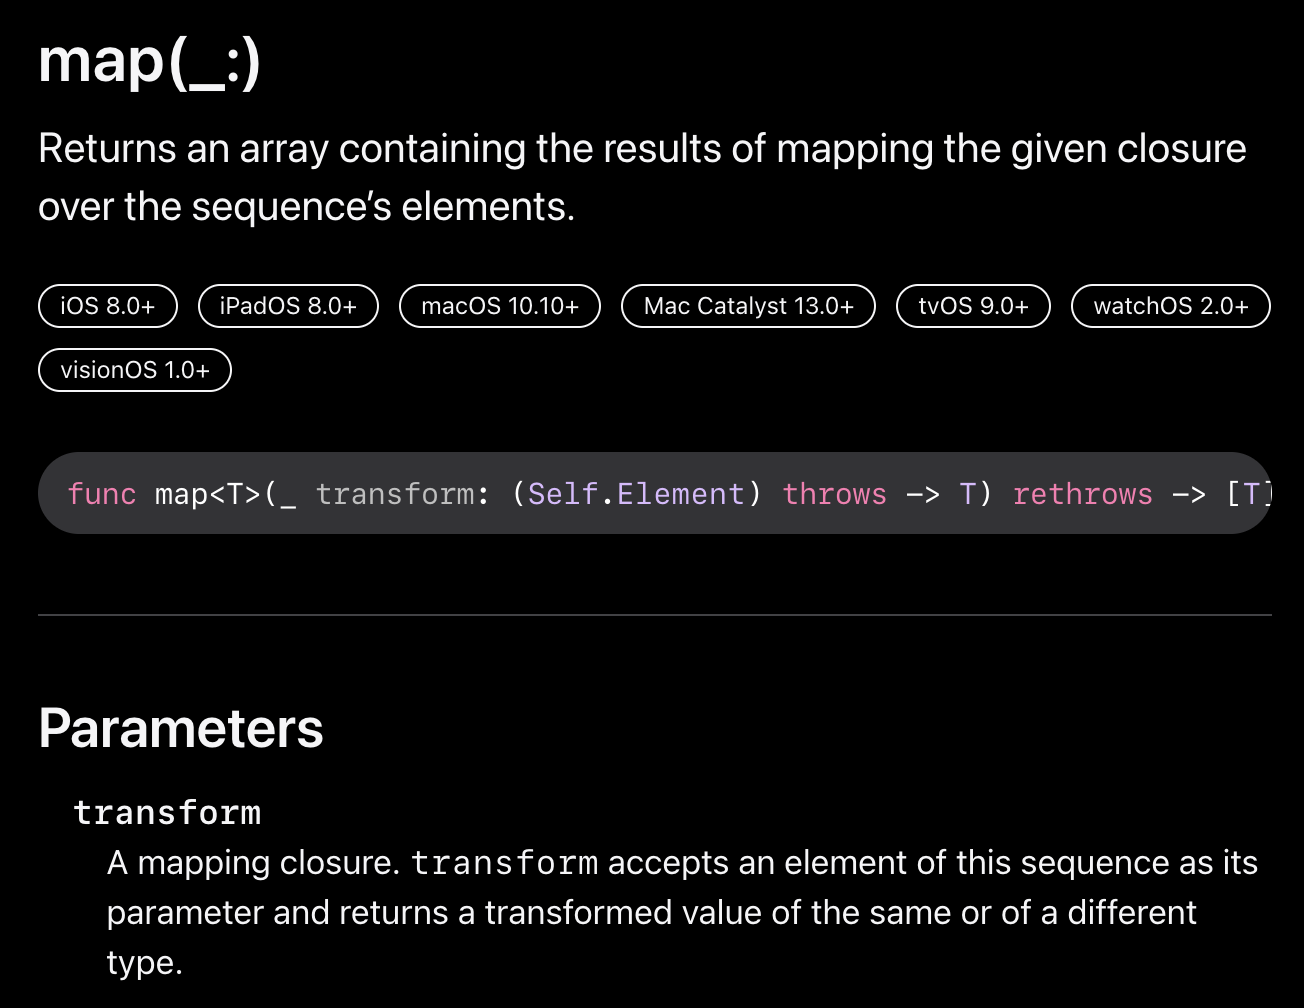 map(_:)
Returns an array containing the results of mapping the given closure
over the sequence’s elements.
iOS 8.0+ iPadOS 8.0+ macOS 10.10+ Mac Catalyst 13.0+ tvOS 9.0+ watchOS 2.0+
visionOS 1.0+
func map<T>(_ transform: (Self.Element) throws -> T) rethrows -> [T]
Parameters
transform
A mapping closure. transform accepts an element of this sequence as its
parameter and returns a transformed value of the same or of a different
type.